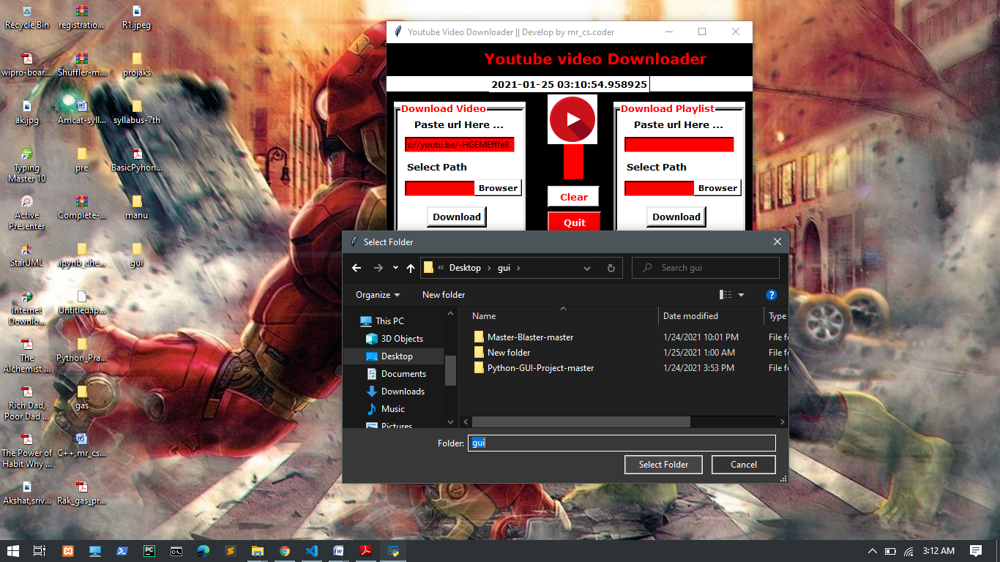 Recycle Bin
registratio...
R1.jpeg
wipro-boar...
Shuffler-m...
projaks
ak.jpg
Amcat-syll...
syllabus-7th
Typing
Master 10
pre
BasicPyhon...
Active
Presenter
Complete-...
manu
StarUML
.ipynb_che...
gui
Internet
Downlo...
Untitled.ip...
The
Alchemist ...
Python_Pra...
Rich Dad,
Poor Dad ...
gas
The Power of
Habit Why ...
C++,mr_cs...
Akshat,sriv...
Rak_gas_pr...
Youtube Video Downloader || Develop by mr_cs.coder
Youtube video Downloader
2021-01-25 03:10:54.958925
Download Video
Paste url Here ...
s://youtu.be/-HGEMEfffe8
Select Path
Browser
Download
Clear
Quit
Download Playlist
Paste url Here ...
Select Path
Browser
Download
Select Folder
« Desktop › gui ›
Search gui
Organize
New folder
This PC
3D Objects
Desktop
Documents
Downloads
Music
Pictures
Name Date modified Type
Master-Blaster-master 1/24/2021 10:01 PM File f
New folder 1/25/2021 1:00 AM File f
Python-GUI-Project-master 1/24/2021 3:53 PM File f
Folder: gui
Select Folder
Cancel
PC
C:\_
W
3:12 AM